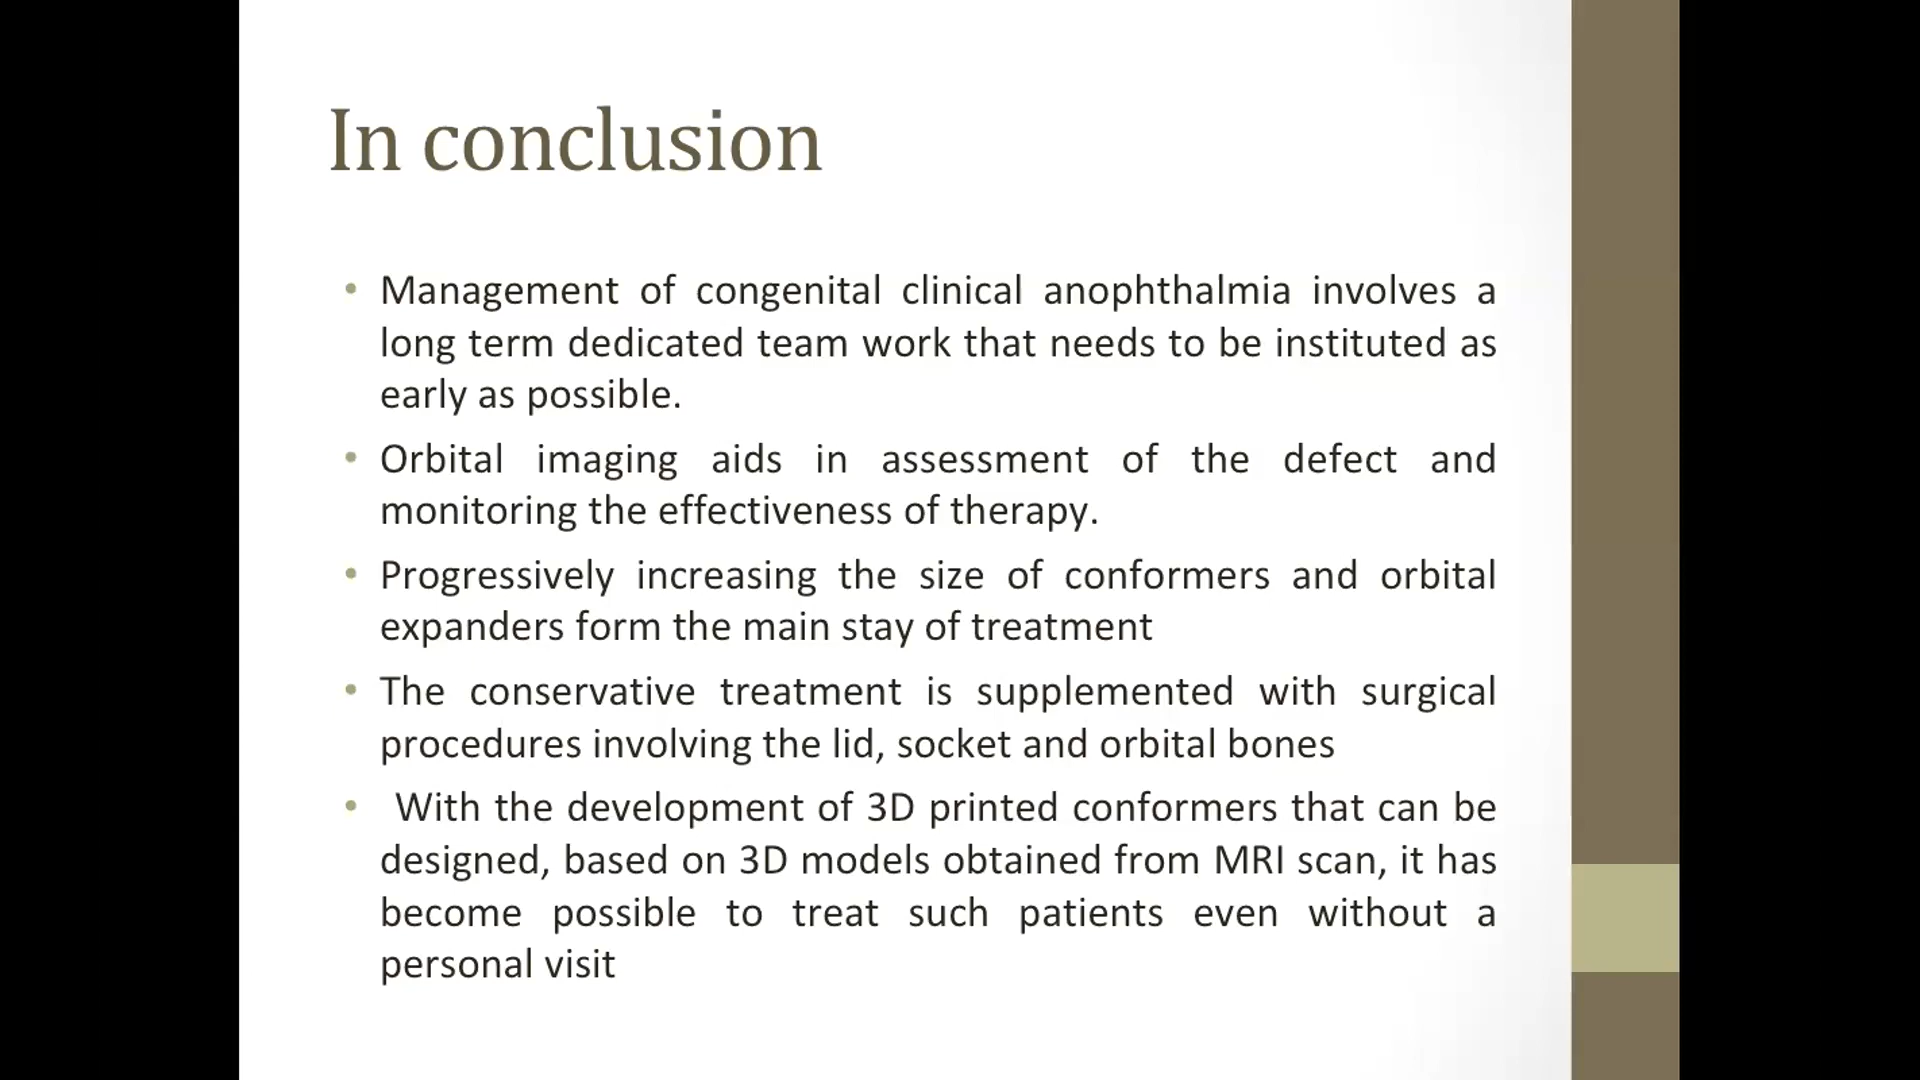 In conclusion
• Management of congenital clinical anophthalmia involves a
long term dedicated team work that needs to be instituted as
early as possible.
• Orbital imaging aids in assessment of the defect and
monitoring the effectiveness of therapy.
• Progressively increasing the size of conformers and orbital
expanders form the main stay of treatment
• The conservative treatment is supplemented with surgical
procedures involving the lid, socket and orbital bones
• With the development of 3D printed conformers that can be
designed, based on 3D models obtained from MRI scan, it has
become possible to treat such patients even without a
personal visit